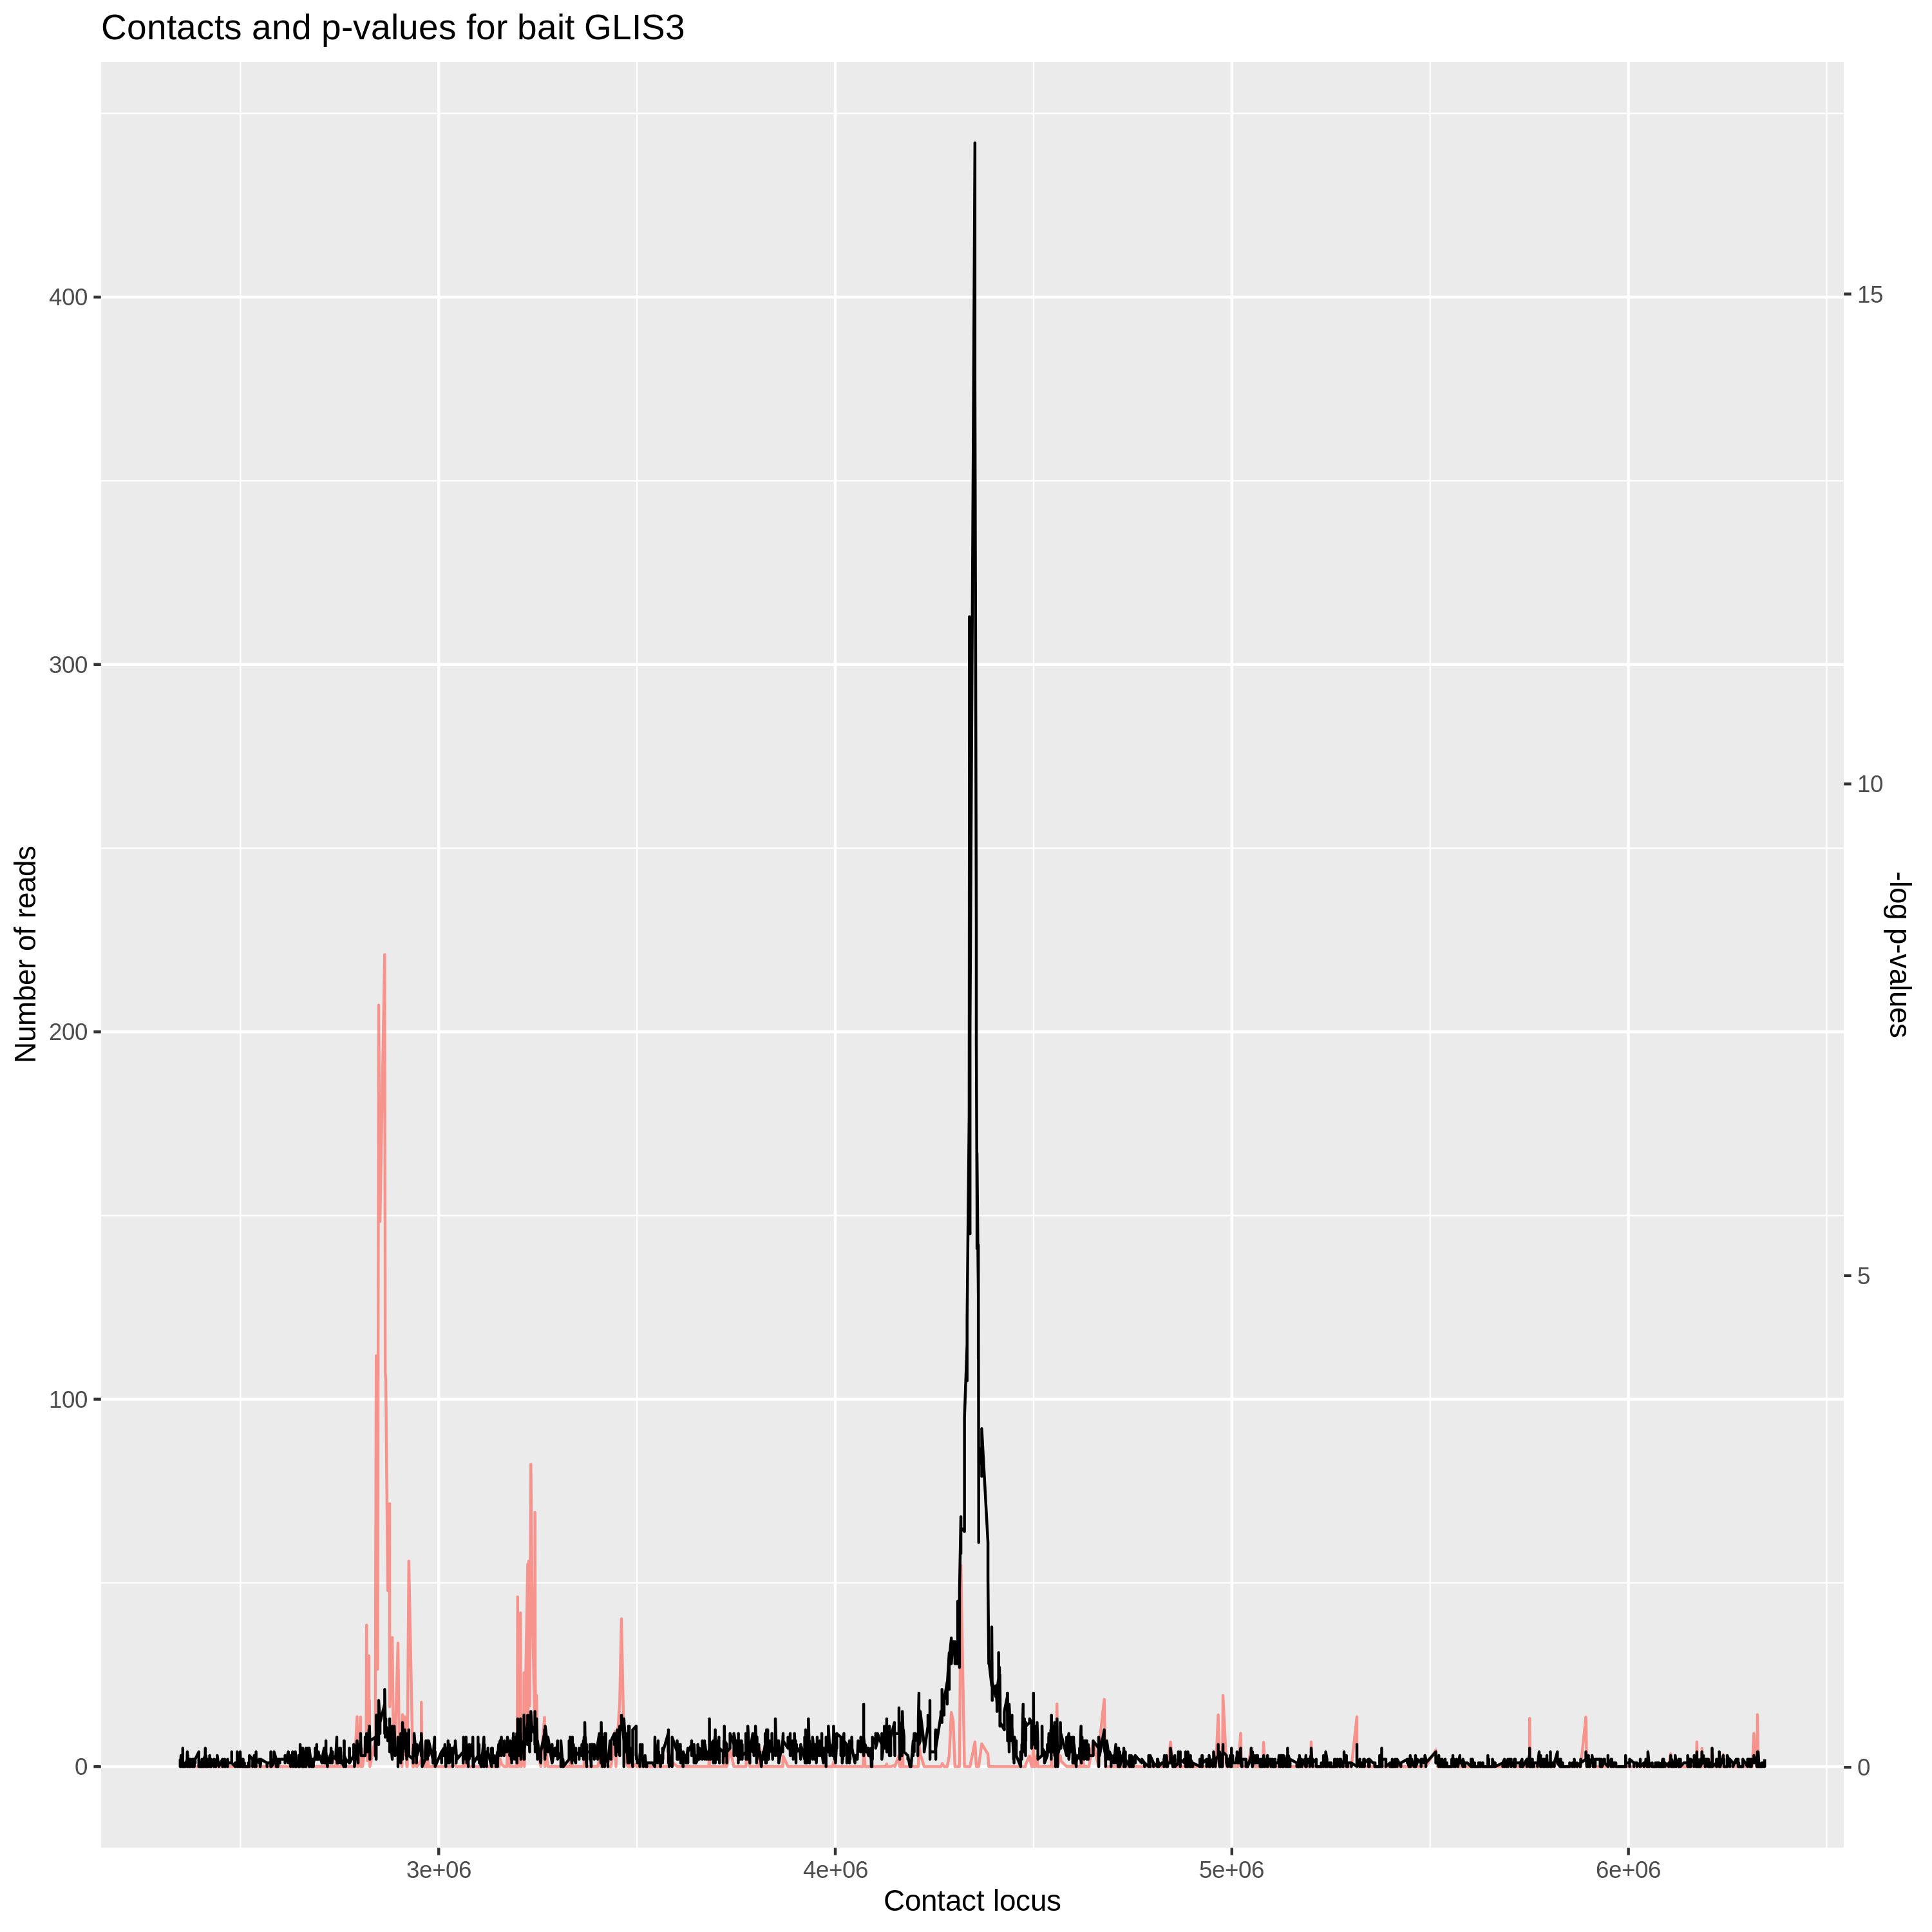 Contacts and p-values for bait GLIS3
Number of reads
400
300
200
100
0
15
10
5
0
-log p-values
3e+06 4e+06 5e+06 6e+06
Contact locus